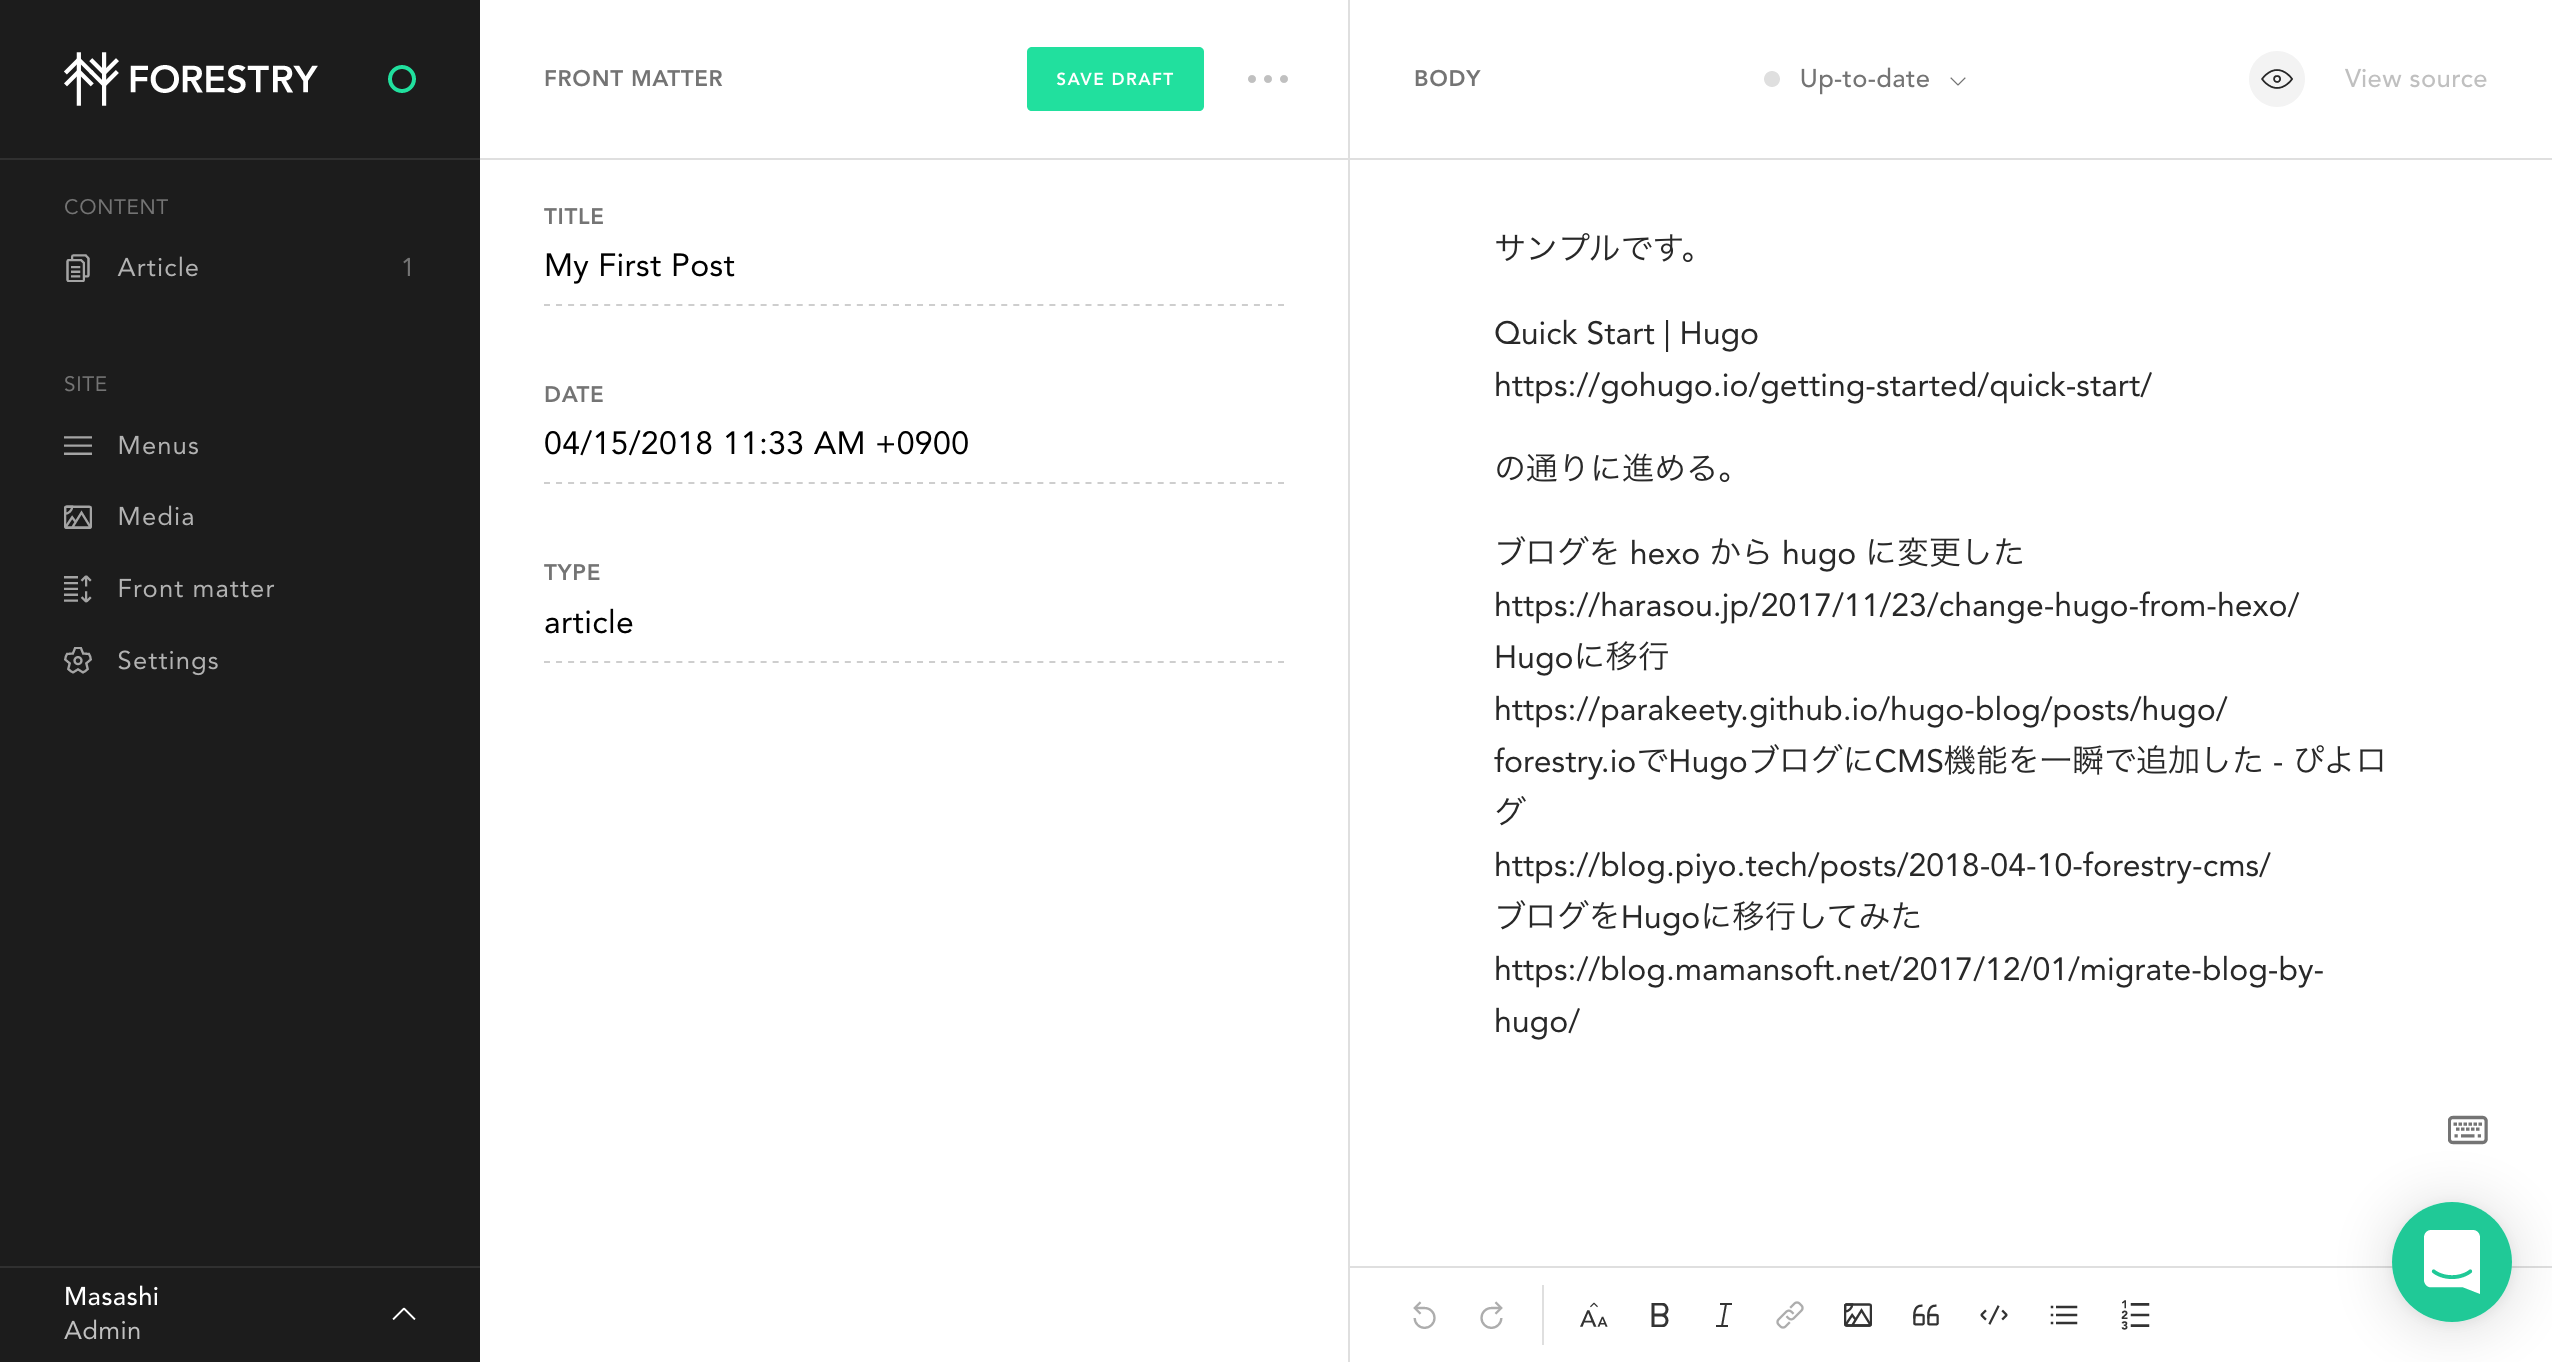 FORESTRY
CONTENT
Article 1
SITE
Menus
Media
Front matter
Settings
Masashi
Admin
FRONT MATTER
SAVE DRAFT
TITLE
My First Post
DATE
04/15/2018 11:33 AM +0900
TYPE
article
BODY
Up-to-date
View source
サンプルです。
Quick Start | Hugo
https://gohugo.io/getting-started/quick-start/
の通りに進める。
ブログを hexo から hugo に変更した
https://harasou.jp/2017/11/23/change-hugo-from-hexo/
Hugoに移行
https://parakeety.github.io/hugo-blog/posts/hugo/
forestry.ioでHugoブログにCMS機能を一瞬で追加した - ぴよロ
グ
https://blog.piyo.tech/posts/2018-04-10-forestry-cms/
ブログをHugoに移行してみた
https://blog.mamansoft.net/2017/12/01/migrate-blog-by-
hugo/